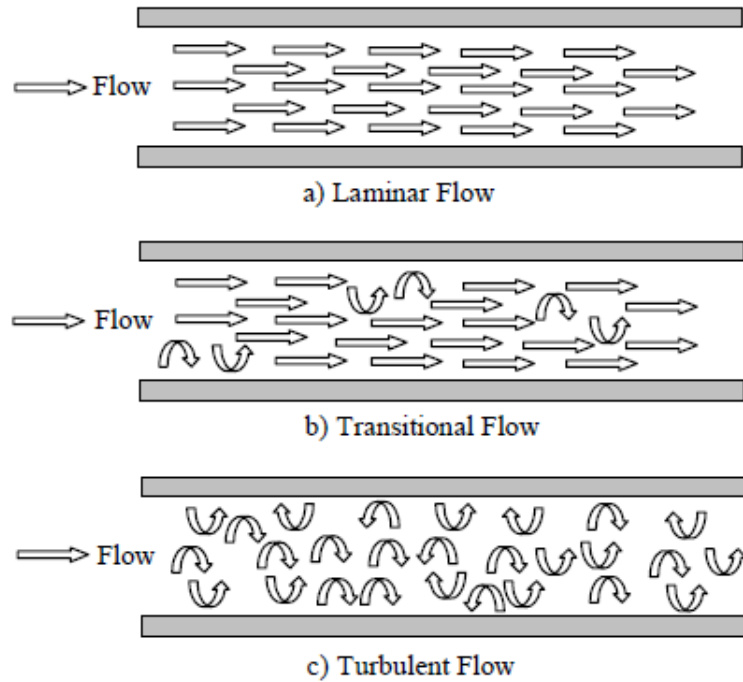 Flow
a) Laminar Flow
Flow
b) Transitional Flow
Flow
c) Turbulent Flow